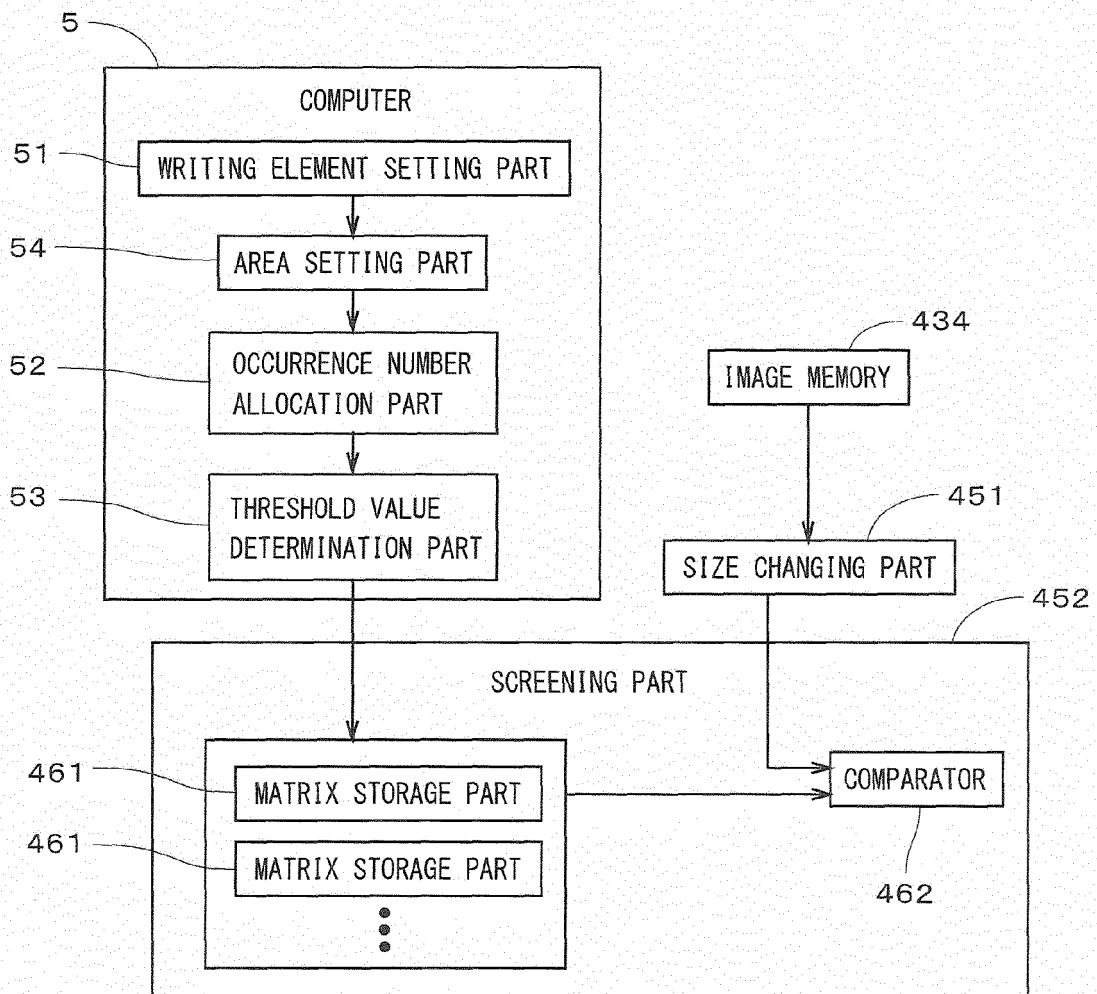 5
COMPUTER
51
WRITING ELEMENT SETTING PART
54
AREA SETTING PART
434
52
OCCURRENCE NUMBER
ALLOCATION PART
IMAGE MEMORY
53
THRESHOLD VALUE
DETERMINATION PART
451
SIZE CHANGING PART
452
SCREENING PART
461
MATRIX STORAGE PART
COMPARATOR
461
MATRIX STORAGE PART
462